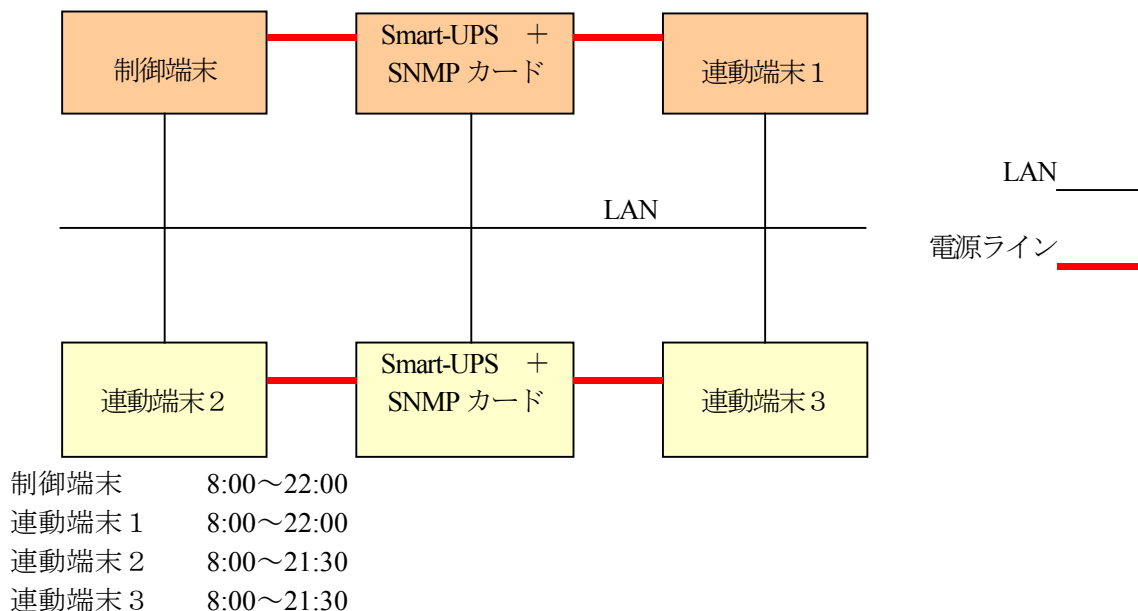 制御端末
Smart-UPS ＋
SNMP カード
連動端末１
LAN
LAN
電源ライン
連動端末２
Smart-UPS ＋
SNMP カード
連動端末３
制御端末 8:00～22:00
連動端末１ 8:00～22:00
連動端末２ 8:00～21:30
連動端末３ 8:00～21:30